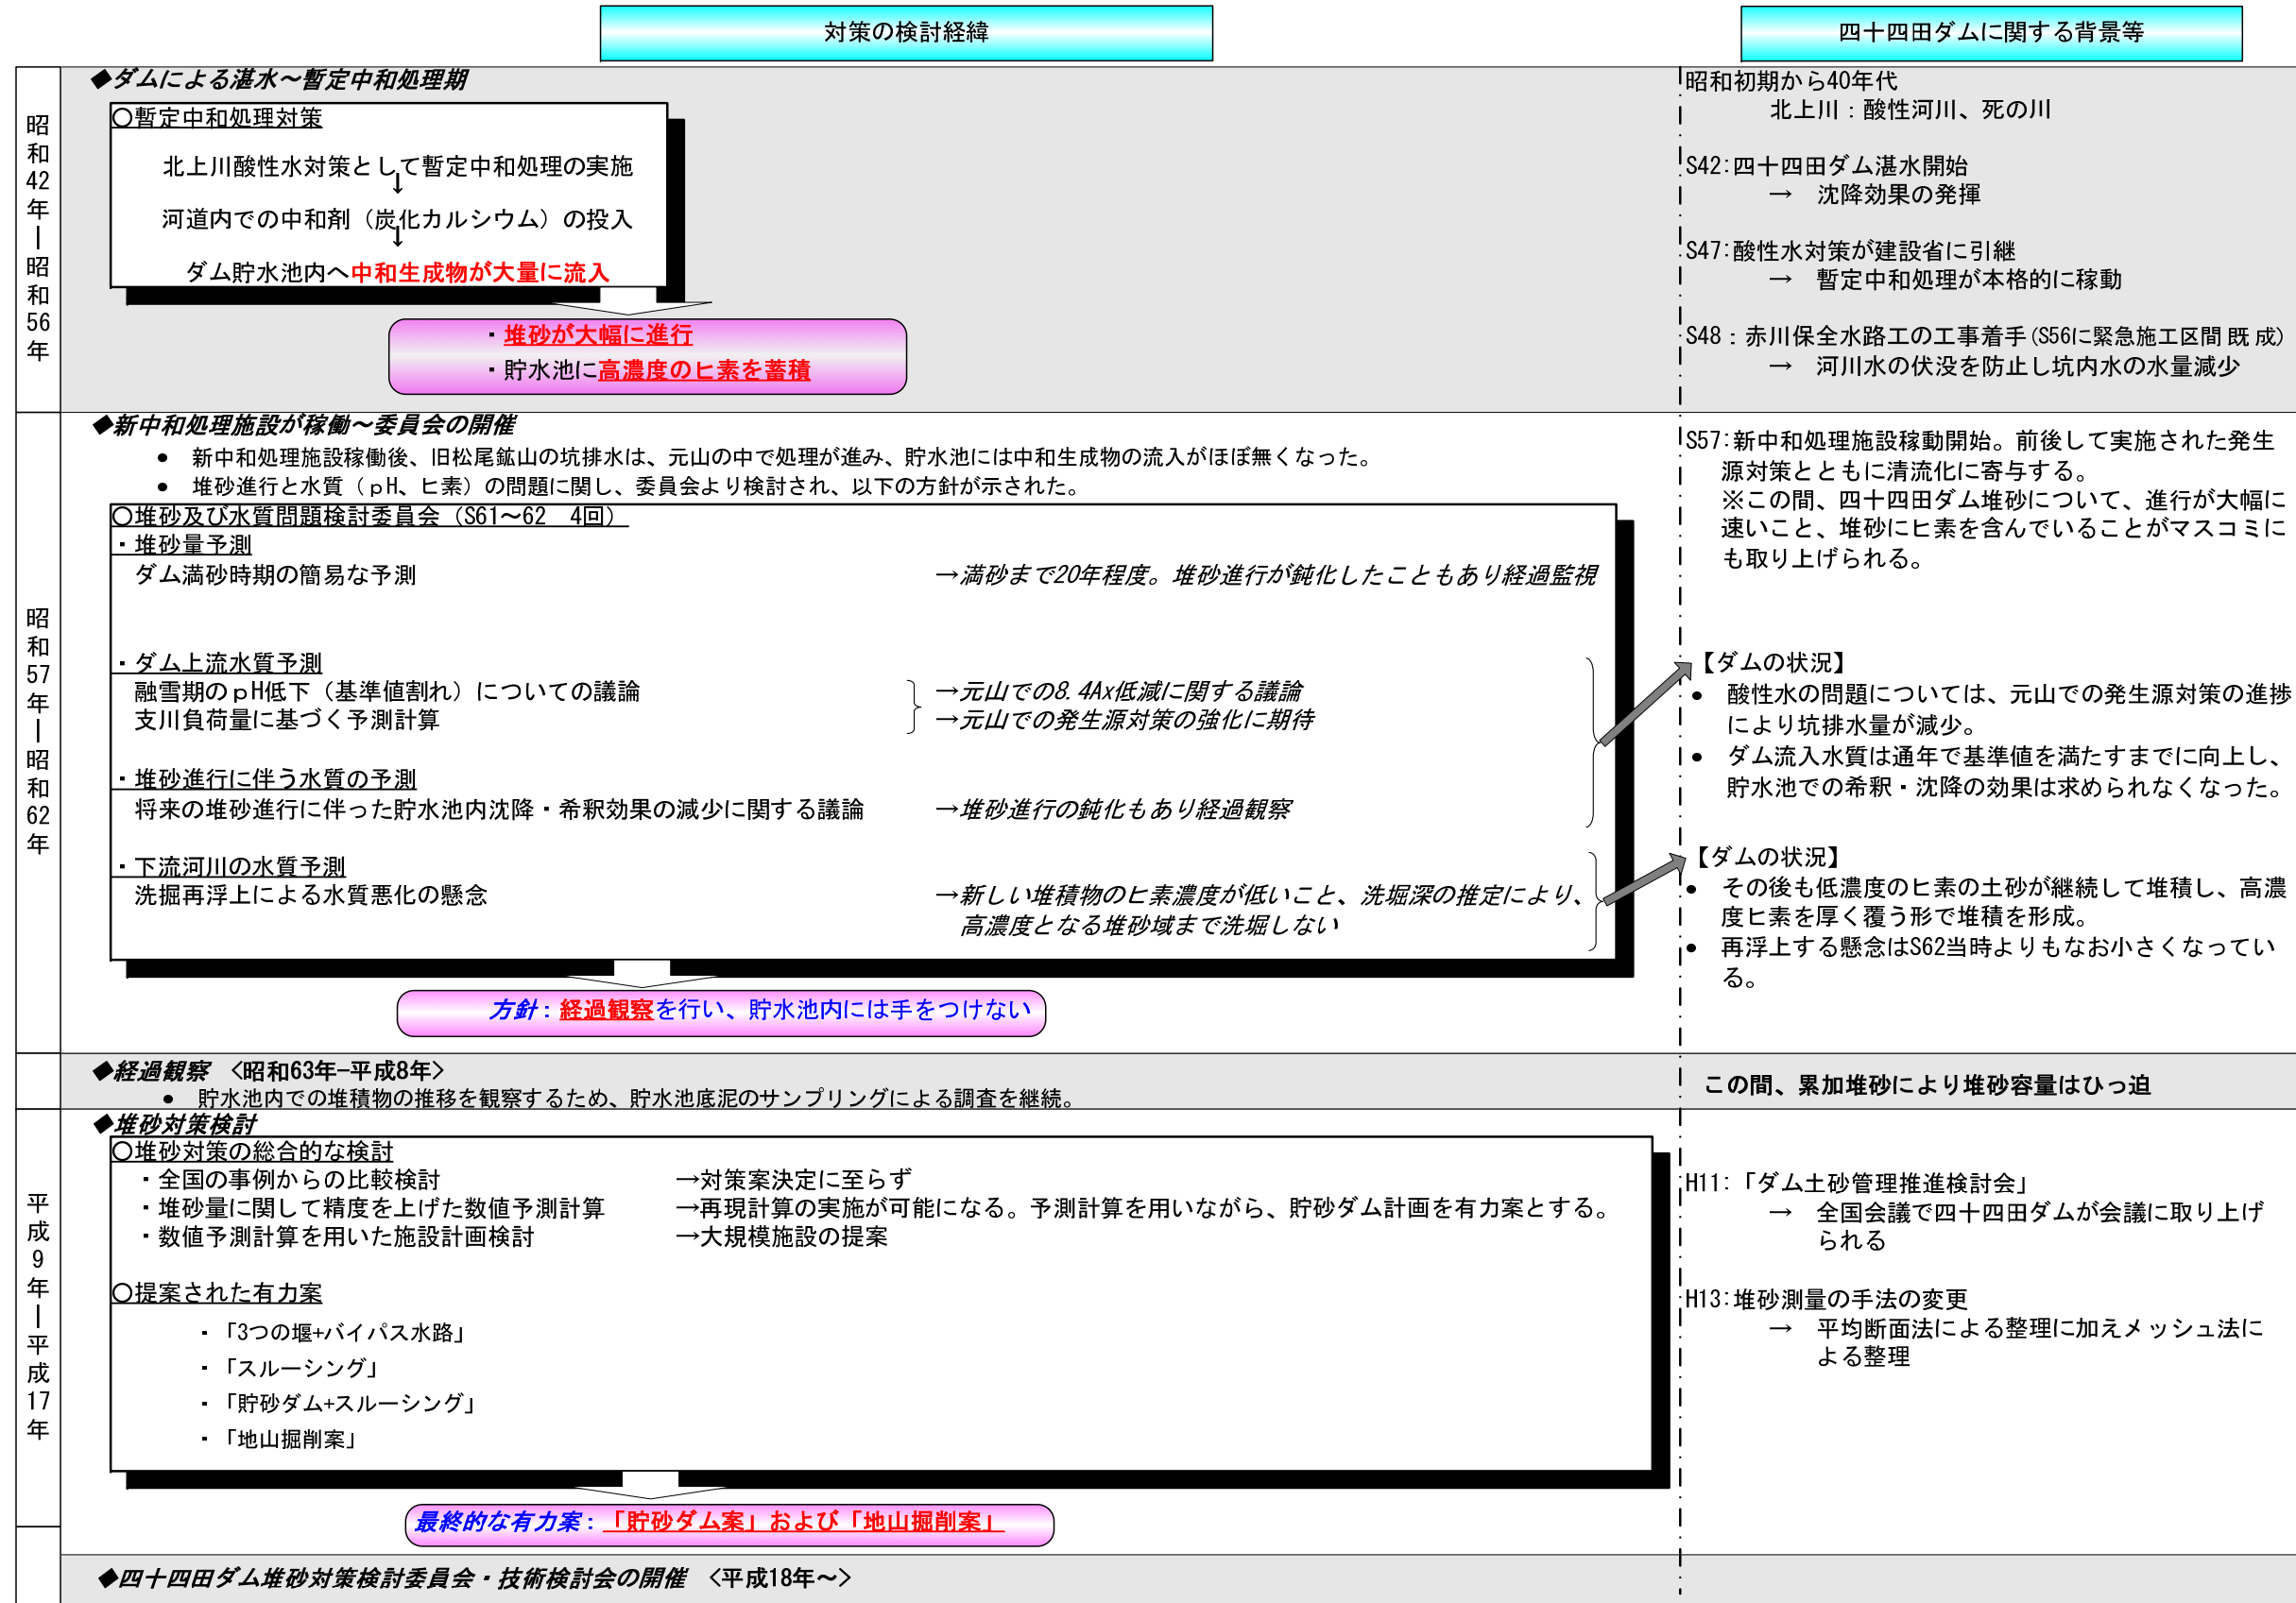 対策の検討経緯
四十四田ダムに関する背景等
昭和42年|昭和56年
◆ダムによる湛水～暫定中和処理期
○暫定中和処理対策
北上川酸性水対策として暫定中和処理の実施
↓
河道内での中和剤（炭化カルシウム）の投入
↓
ダム貯水池内へ中和生成物が大量に流入
・堆砂が大幅に進行
・貯水池に高濃度のヒ素を蓄積
昭和初期から40年代
北上川：酸性河川、死の川
S42:四十四田ダム湛水開始
→　沈降効果の発揮
S47:酸性水対策が建設省に引継
→　暫定中和処理が本格的に稼動
S48：赤川保全水路工の工事着手(S56に緊急施工区間既成)
→　河川水の伏没を防止し坑内水の水量減少
昭和57年|昭和62年
◆新中和処理施設が稼働～委員会の開催
●　新中和処理施設稼働後、旧松尾鉱山の坑排水は、元山の中で処理が進み、貯水池には中和生成物の流入がほぼ無くなった。
●　堆砂進行と水質（ｐH、ヒ素）の問題に関し、委員会より検討され、以下の方針が示された。
○堆砂及び水質問題検討委員会（S61～62　4回）
・堆砂量予測
ダム満砂時期の簡易な予測　→満砂まで20年程度。堆砂進行が鈍化したこともあり経過監視
・ダム上流水質予測
融雪期のｐH低下（基準値割れ）についての議論　→元山での8.4Ax低減に関する議論
支川負荷量に基づく予測計算　→元山での発生源対策の強化に期待
・堆砂進行に伴う水質の予測
将来の堆砂進行に伴った貯水池内沈降・希釈効果の減少に関する議論　→堆砂進行の鈍化もあり経過観察
・下流河川の水質予測
洗掘再浮上による水質悪化の懸念　→新しい堆積物のヒ素濃度が低いこと、洗堀深の推定により、
高濃度となる堆砂域まで洗堀しない
方針：経過観察を行い、貯水池内には手をつけない
S57:新中和処理施設稼動開始。前後して実施された発生
源対策とともに清流化に寄与する。
※この間、四十四田ダム堆砂について、進行が大幅に
速いこと、堆砂にヒ素を含んでいることがマスコミに
も取り上げられる。
【ダムの状況】
●　酸性水の問題については、元山での発生源対策の進捗
により坑排水量が減少。
●　ダム流入水質は通年で基準値を満たすまでに向上し、
貯水池での希釈・沈降の効果は求められなくなった。
【ダムの状況】
●　その後も低濃度のヒ素の土砂が継続して堆積し、高濃
度ヒ素を厚く覆う形で堆積を形成。
●　再浮上する懸念はS62当時よりもなお小さくなってい
る。
◆経過観察　＜昭和63年−平成8年＞
●　貯水池内での堆積物の推移を観察するため、貯水池底泥のサンプリングによる調査を継続。
この間、累加堆砂により堆砂容量はひっ迫
平成9年|平成17年
◆堆砂対策検討
○堆砂対策の総合的な検討
・全国の事例からの比較検討　→対策案決定に至らず
・堆砂量に関して精度を上げた数値予測計算　→再現計算の実施が可能になる。予測計算を用いながら、貯砂ダム計画を有力案とする。
・数値予測計算を用いた施設計画検討　→大規模施設の提案
○提案された有力案
・「3つの堰+バイパス水路」
・「スルーシング」
・「貯砂ダム+スルーシング」
・「地山掘削案」
最終的な有力案：「貯砂ダム案」および「地山掘削案」
H11:「ダム土砂管理推進検討会」
→　全国会議で四十四田ダムが会議に取り上げ
られる
H13:堆砂測量の手法の変更
→　平均断面法による整理に加えメッシュ法に
よる整理
◆四十四田ダム堆砂対策検討委員会・技術検討会の開催　＜平成18年～＞